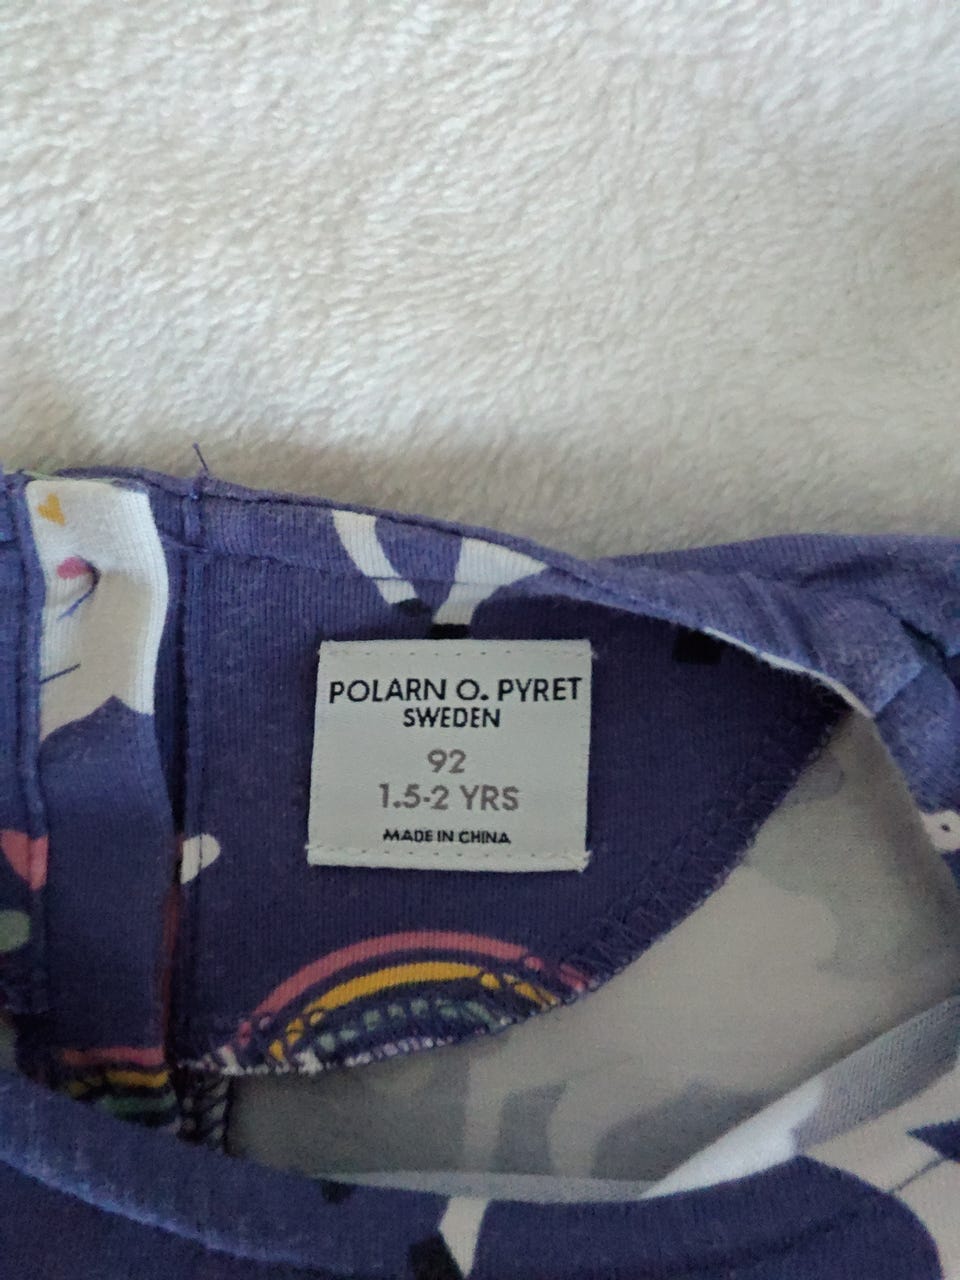 POLARN O. PYRET
SWEDEN
92
1.5-2 YRS
MADE IN CHINA